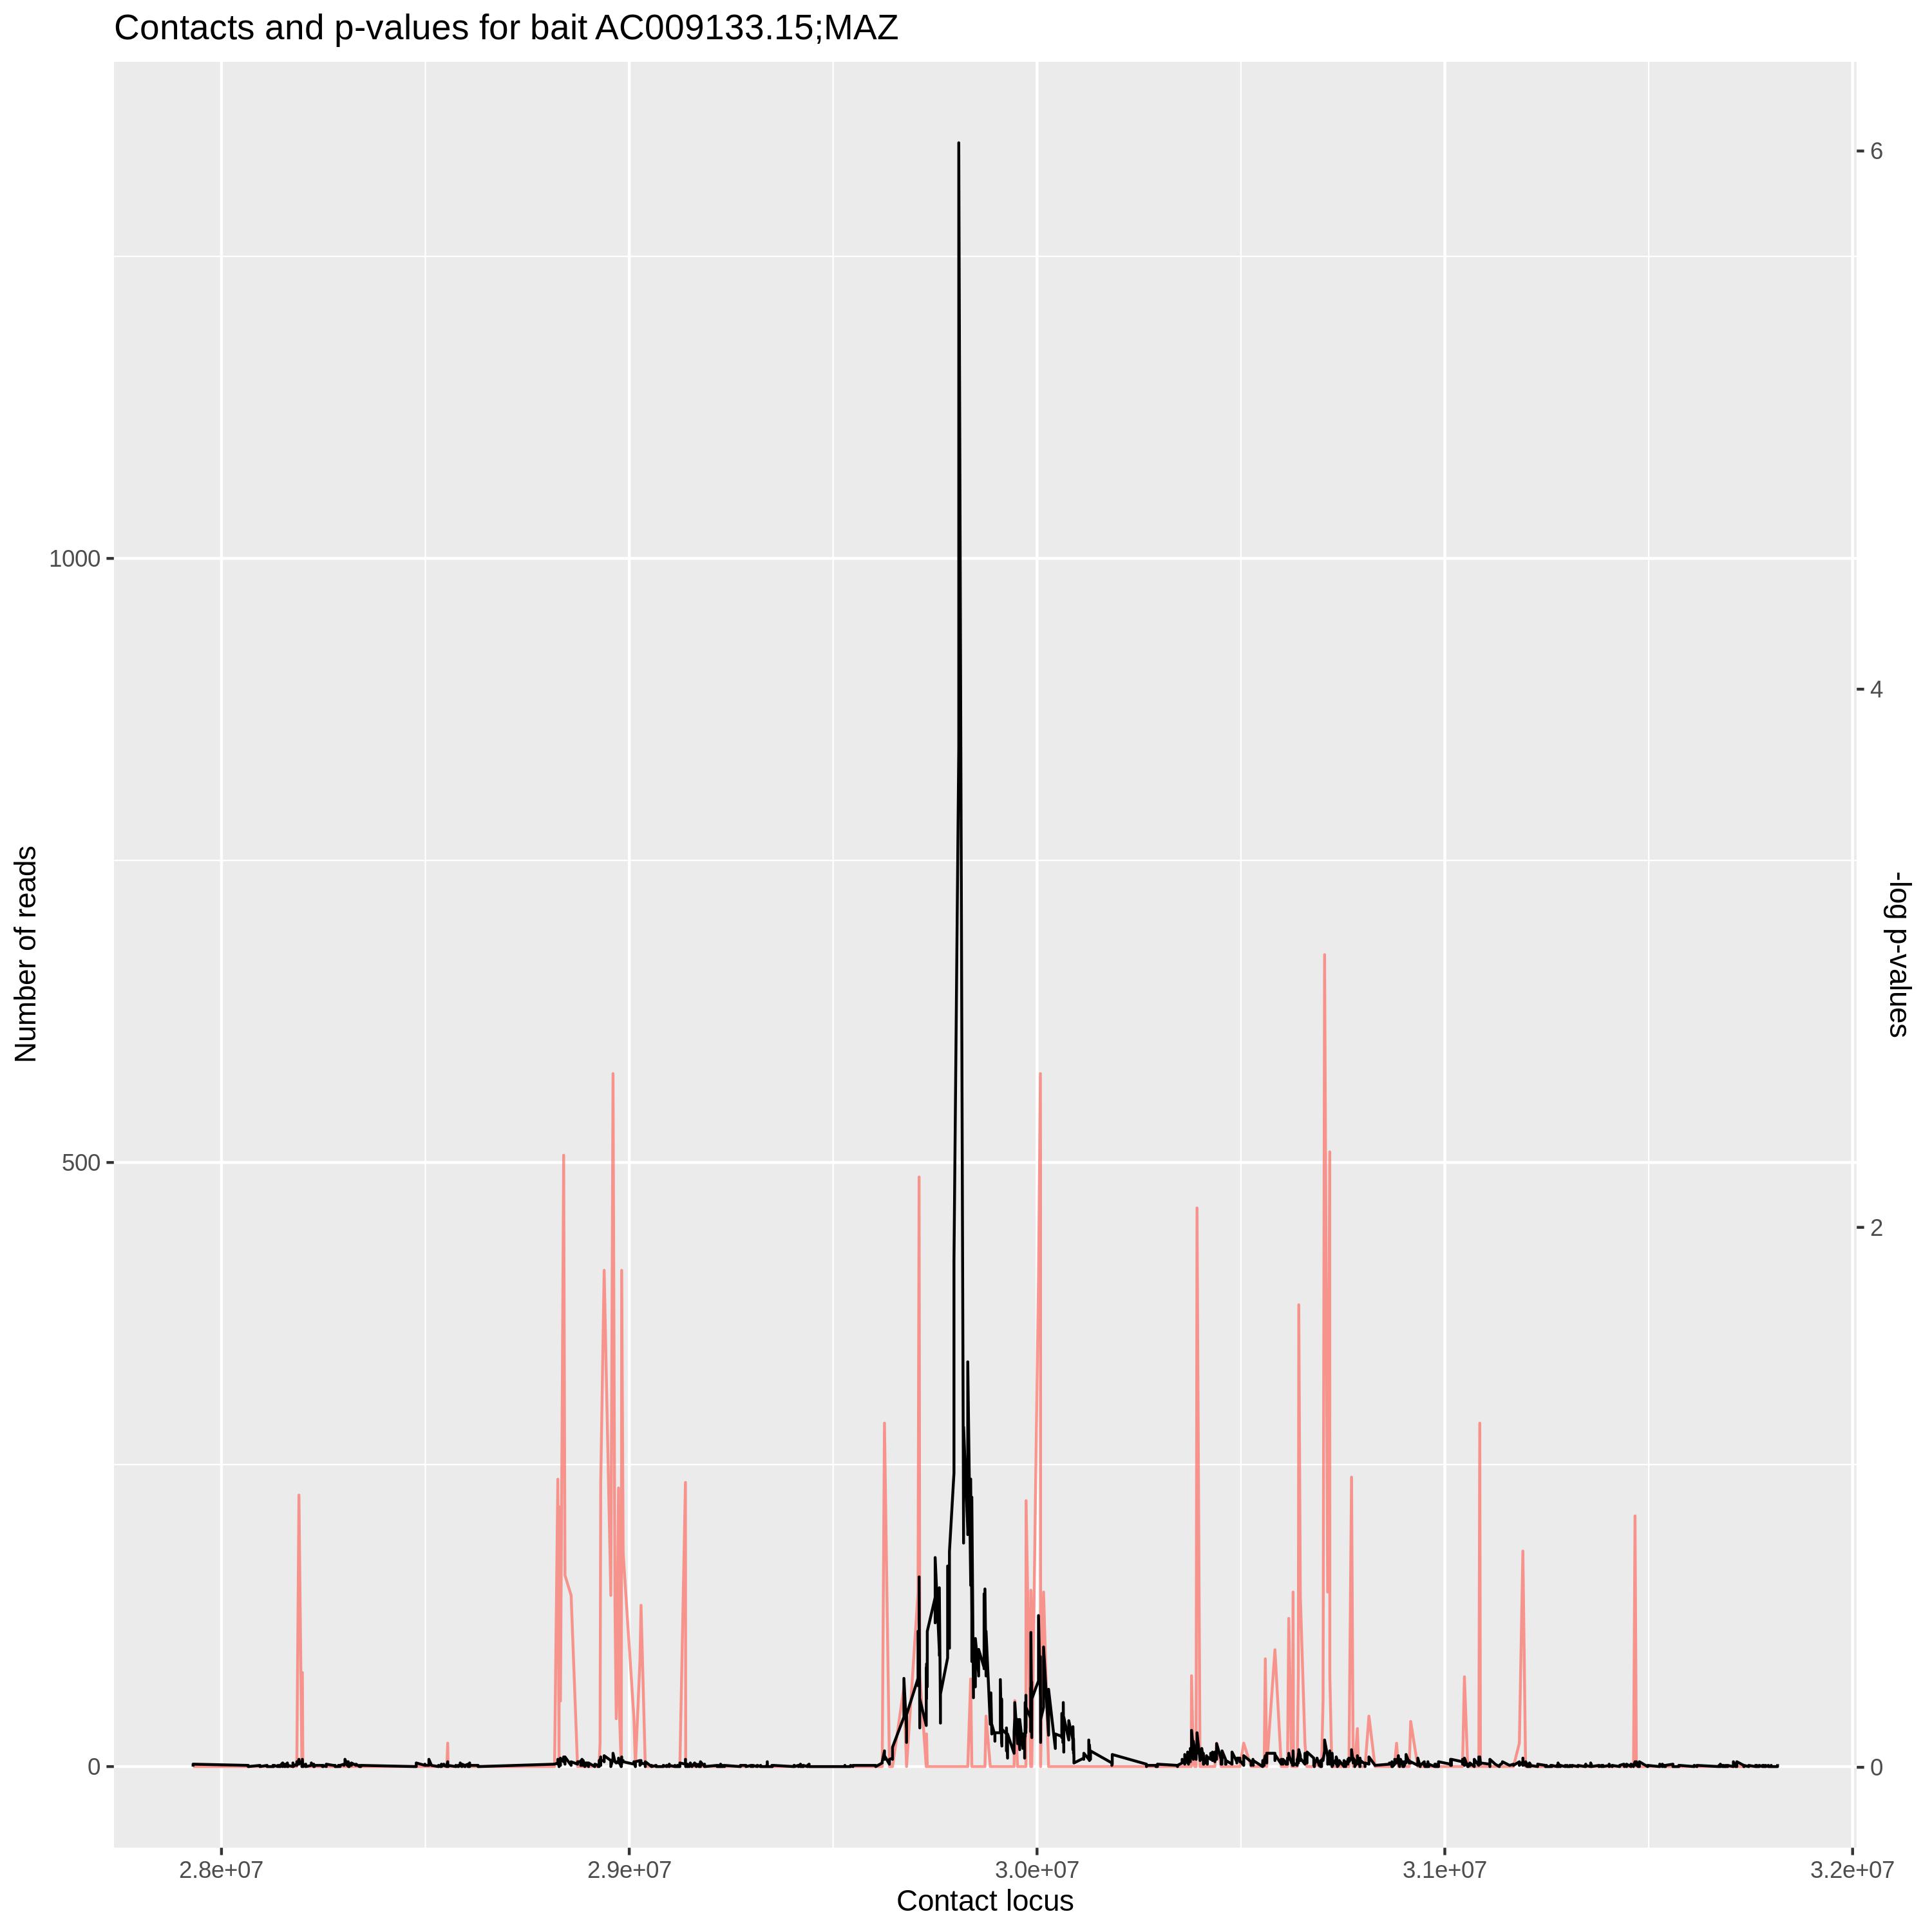 Contacts and p-values for bait AC009133.15;MAZ
Number of reads
1000
500
0
6
4
2
0
-log p-values
2.8e+07
2.9e+07
3.0e+07
3.1e+07
3.2e+07
Contact locus